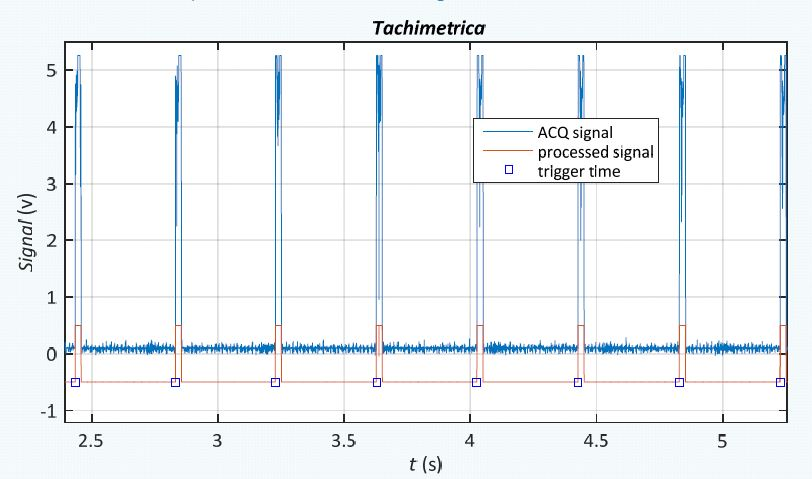 Tachimetrica
5
4
3
2
1
0
-1
Signal (v)
ACQ signal
processed signal
trigger time
2.5
3
3.5
4
4.5
5
t (s)